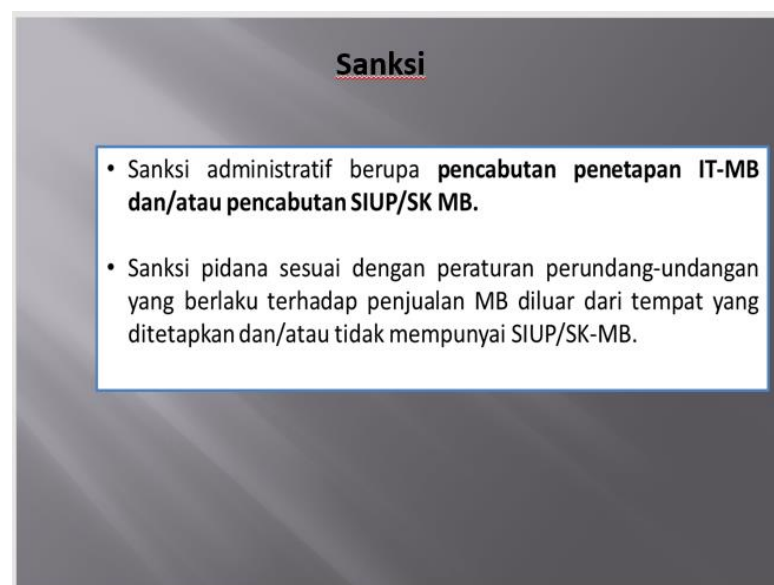 Sanksi
• Sanksi administratif berupa pencabutan penetapan IT-MB
dan/atau pencabutan SIUP/SK MB.
• Sanksi pidana sesuai dengan peraturan perundang-undangan
yang berlaku terhadap penjualan MB diluar dari tempat yang
ditetapkan dan/atau tidak mempunyai SIUP/SK-MB.